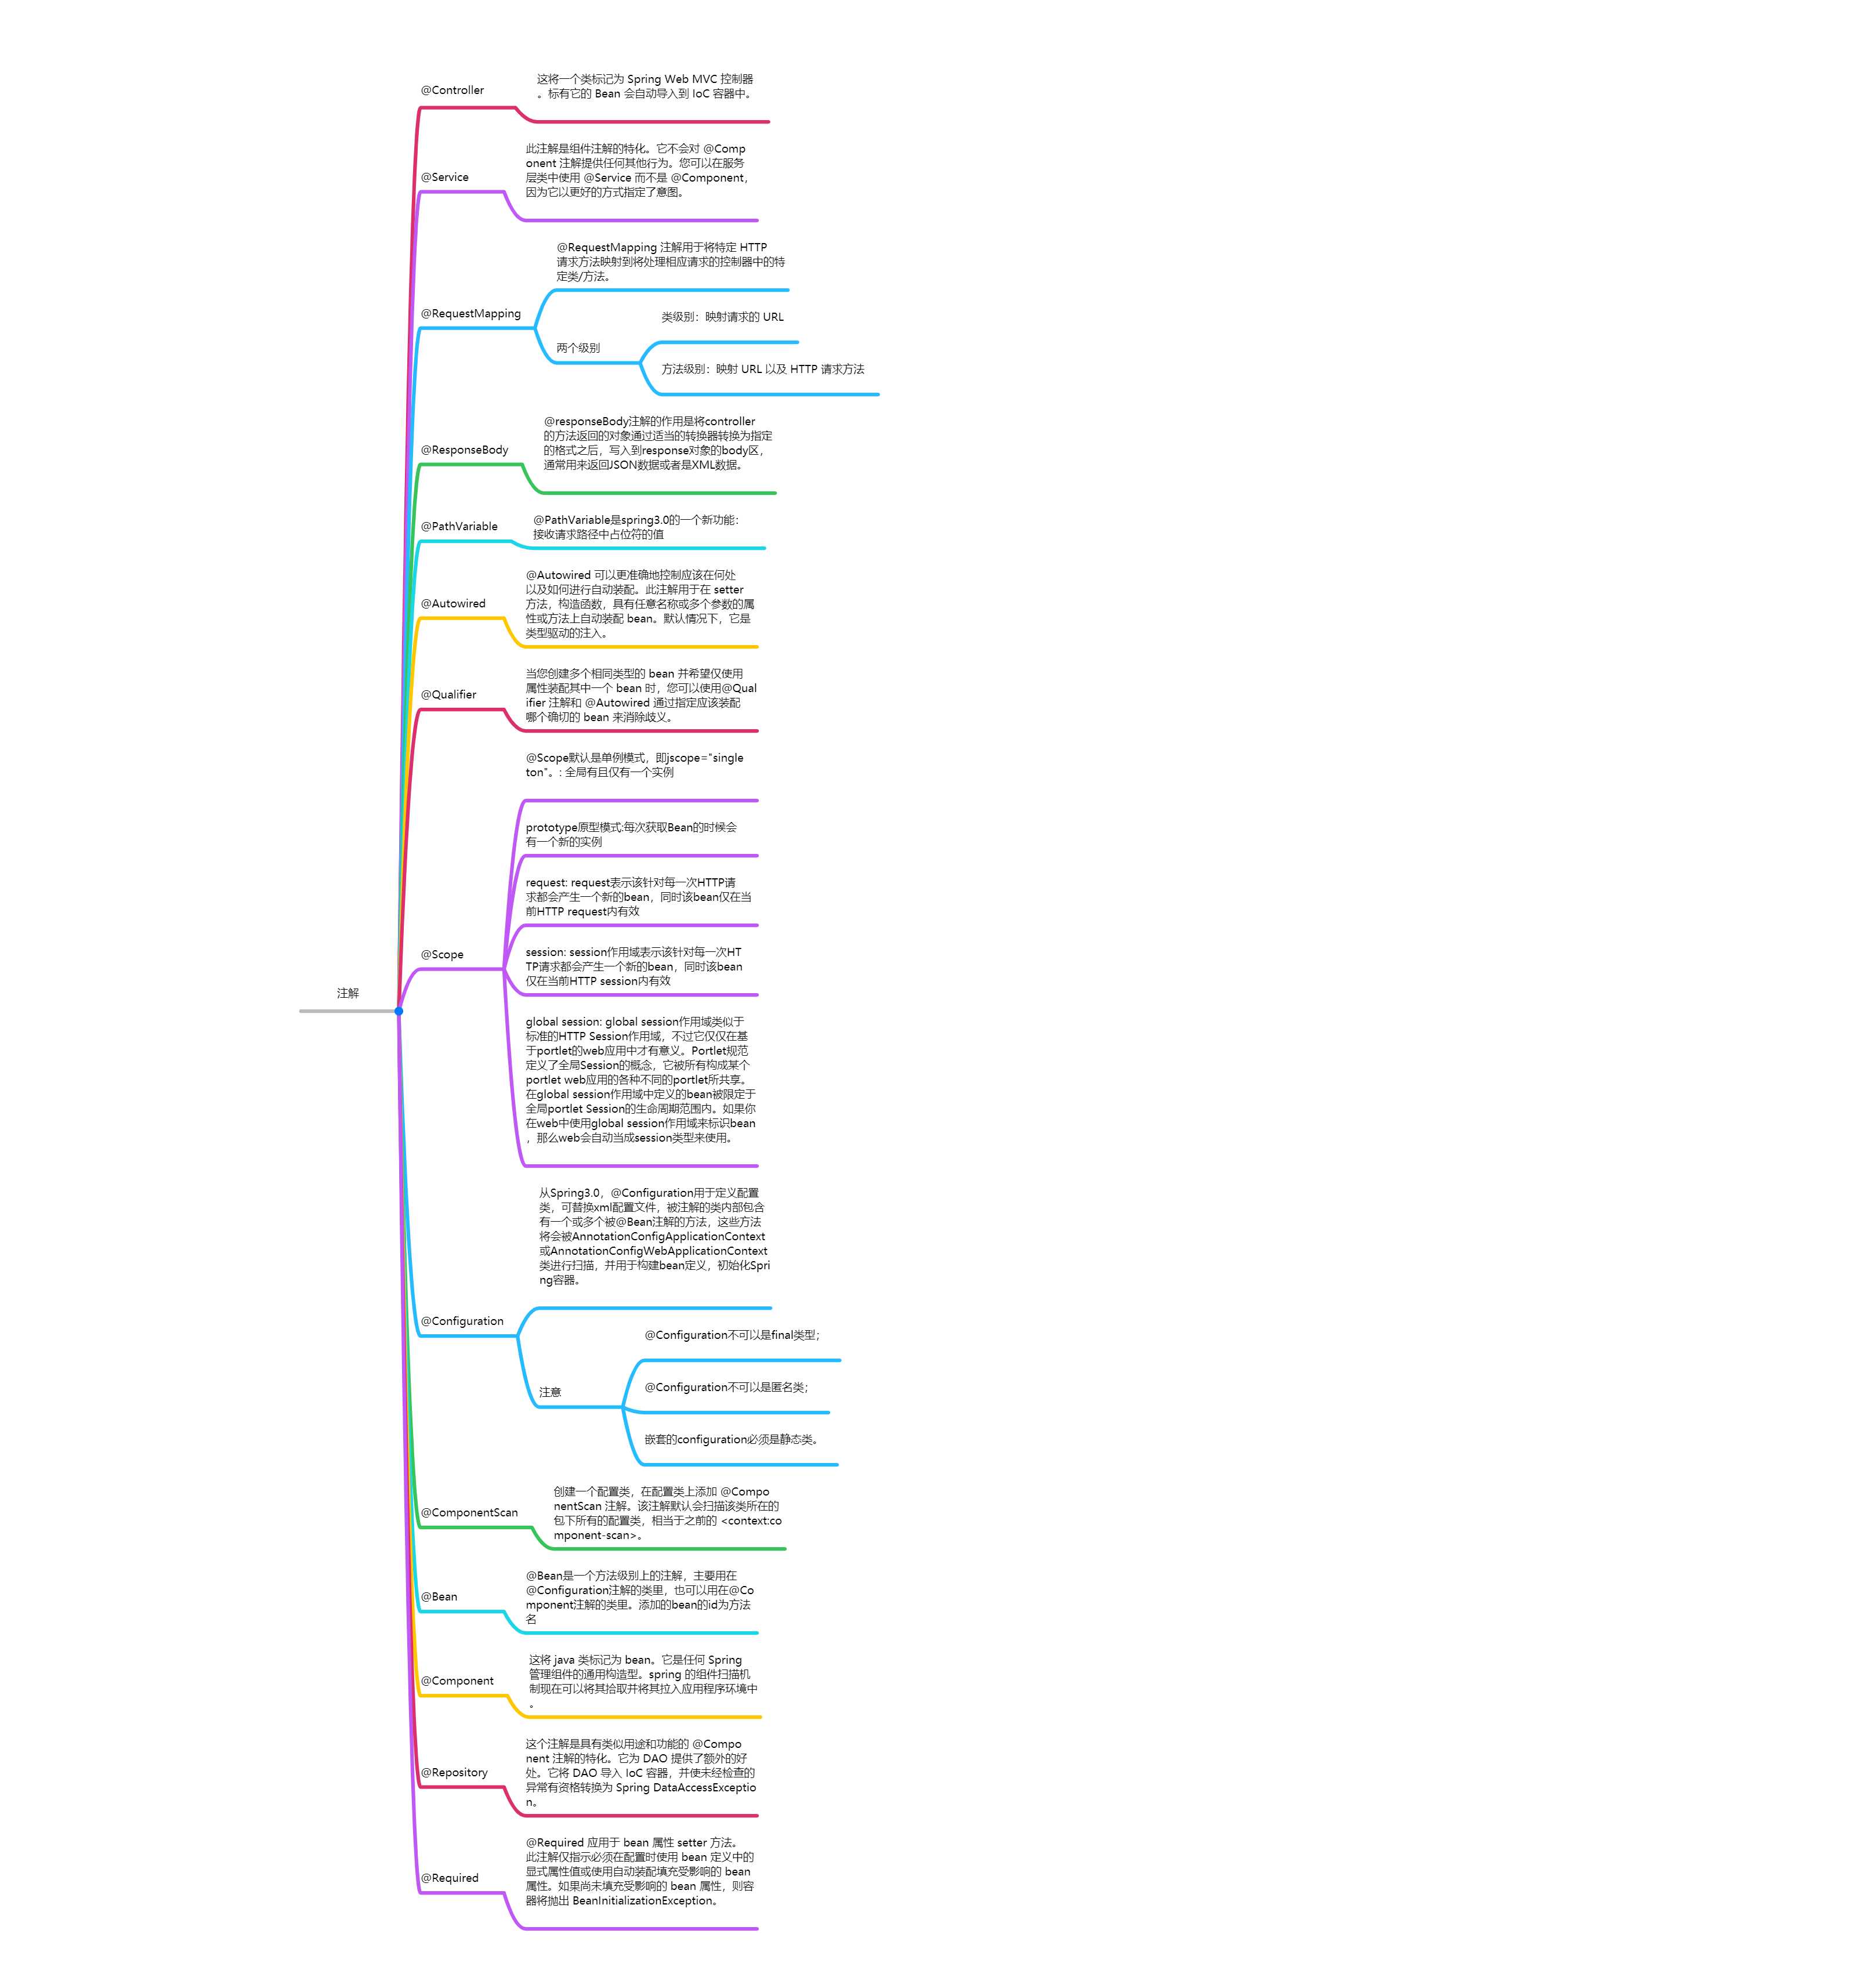 @Controller
这将一个类标记为 Spring Web MVC 控制器
。标有它的 Bean 会自动导入到 IoC 容器中。
@Service
此注解是组件注解的特化。它不会对 @Comp
onent 注解提供任何其他行为。您可以在服务
层类中使用 @Service 而不是 @Component，
因为它以更好的方式指定了意图。
@RequestMapping
@RequestMapping 注解用于将特定 HTTP
请求方法映射到将处理相应请求的控制器中的特
定类/方法。
两个级别
类级别：映射请求的 URL
方法级别：映射 URL 以及 HTTP 请求方法
@ResponseBody
@responseBody注解的作用是将controller
的方法返回的对象通过适当的转换器转换为指定
的格式之后，写入到response对象的body区，
通常用来返回JSON数据或者是XML数据。
@PathVariable
@PathVariable是spring3.0的一个新功能：
接收请求路径中占位符的值
@Autowired
@Autowired 可以更准确地控制应该在何处
以及如何进行自动装配。此注解用于在 setter
方法，构造函数，具有任意名称或多个参数的属
性或方法上自动装配 bean。默认情况下，它是
类型驱动的注入。
@Qualifier
当您创建多个相同类型的 bean 并希望仅使用
属性装配其中一个 bean 时，您可以使用@Qual
ifier 注解和 @Autowired 通过指定应该装配
哪个确切的 bean 来消除歧义。
@Scope
@Scope默认是单例模式，即jscope="single
ton"。: 全局有且仅有一个实例
prototype原型模式:每次获取Bean的时候会
有一个新的实例
request: request表示该针对每一次HTTP请
求都会产生一个新的bean，同时该bean仅在当
前HTTP request内有效
session: session作用域表示该针对每一次HT
TP请求都会产生一个新的bean，同时该bean
仅在当前HTTP session内有效
global session: global session作用域类似于
标准的HTTP Session作用域，不过它仅仅在基
于portlet的web应用中才有意义。Portlet规范
定义了全局Session的概念，它被所有构成某个
portlet web应用的各种不同的portlet所共享。
在global session作用域中定义的bean被限定于
全局portlet Session的生命周期范围内。如果你
在web中使用global session作用域来标识bean
，那么web会自动当成session类型来使用。
注解
@Configuration
从Spring3.0，@Configuration用于定义配置
类，可替换xml配置文件，被注解的类内部包含
有一个或多个被@Bean注解的方法，这些方法
将会被AnnotationConfigApplicationContext
或AnnotationConfigWebApplicationContext
类进行扫描，并用于构建bean定义，初始化Spri
ng容器。
注意
@Configuration不可以是final类型；
@Configuration不可以是匿名类；
嵌套的configuration必须是静态类。
@ComponentScan
创建一个配置类，在配置类上添加 @Compo
nentScan 注解。该注解默认会扫描该类所在的
包下所有的配置类，相当于之前的 <context:co
mponent-scan>。
@Bean
@Bean是一个方法级别上的注解，主要用在
@Configuration注解的类里，也可以用在@Co
mponent注解的类里。添加的bean的id为方法
名
@Component
这将 java 类标记为 bean。它是任何 Spring
管理组件的通用构造型。spring 的组件扫描机
制现在可以将其拾取并将其拉入应用程序环境中
。
@Repository
这个注解是具有类似用途和功能的 @Compo
nent 注解的特化。它为 DAO 提供了额外的好
处。它将 DAO 导入 IoC 容器，并使未经检查的
异常有资格转换为 Spring DataAccessExceptio
n。
@Required
@Required 应用于 bean 属性 setter 方法。
此注解仅指示必须在配置时使用 bean 定义中的
显式属性值或使用自动装配填充受影响的 bean
属性。如果尚未填充受影响的 bean 属性，则容
器将抛出 BeanInitializationException。